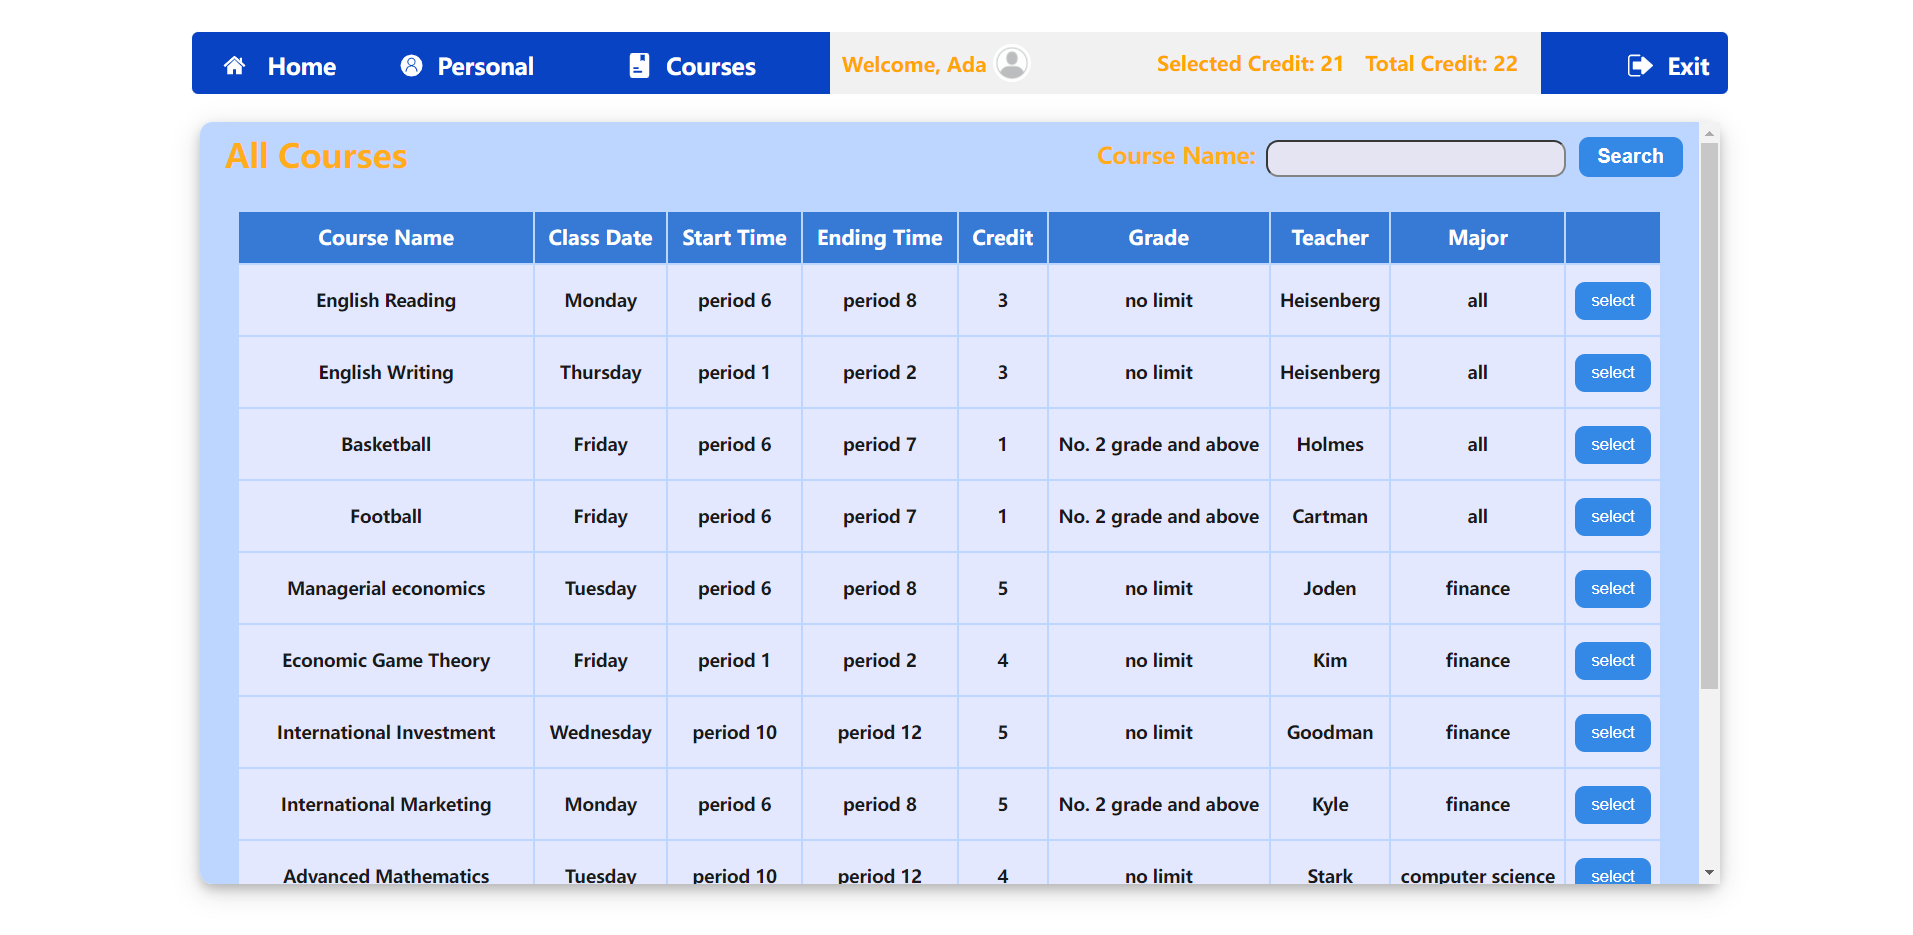 Home Personal Courses Welcome, Ada Selected Credit: 21 Total Credit: 22 Exit
All Courses Course Name: Search
Course Name Class Date Start Time Ending Time Credit Grade Teacher Major
English Reading Monday period 6 period 8 3 no limit Heisenberg all select
English Writing Thursday period 1 period 2 3 no limit Heisenberg all select
Basketball Friday period 6 period 7 1 No. 2 grade and above Holmes all select
Football Friday period 6 period 7 1 No. 2 grade and above Cartman all select
Managerial economics Tuesday period 6 period 8 5 no limit Joden finance select
Economic Game Theory Friday period 1 period 2 4 no limit Kim finance select
International Investment Wednesday period 10 period 12 5 no limit Goodman finance select
International Marketing Monday period 6 period 8 5 No. 2 grade and above Kyle finance select
Advanced Mathematics Tuesday period 10 period 12 4 no limit Stark computer science select